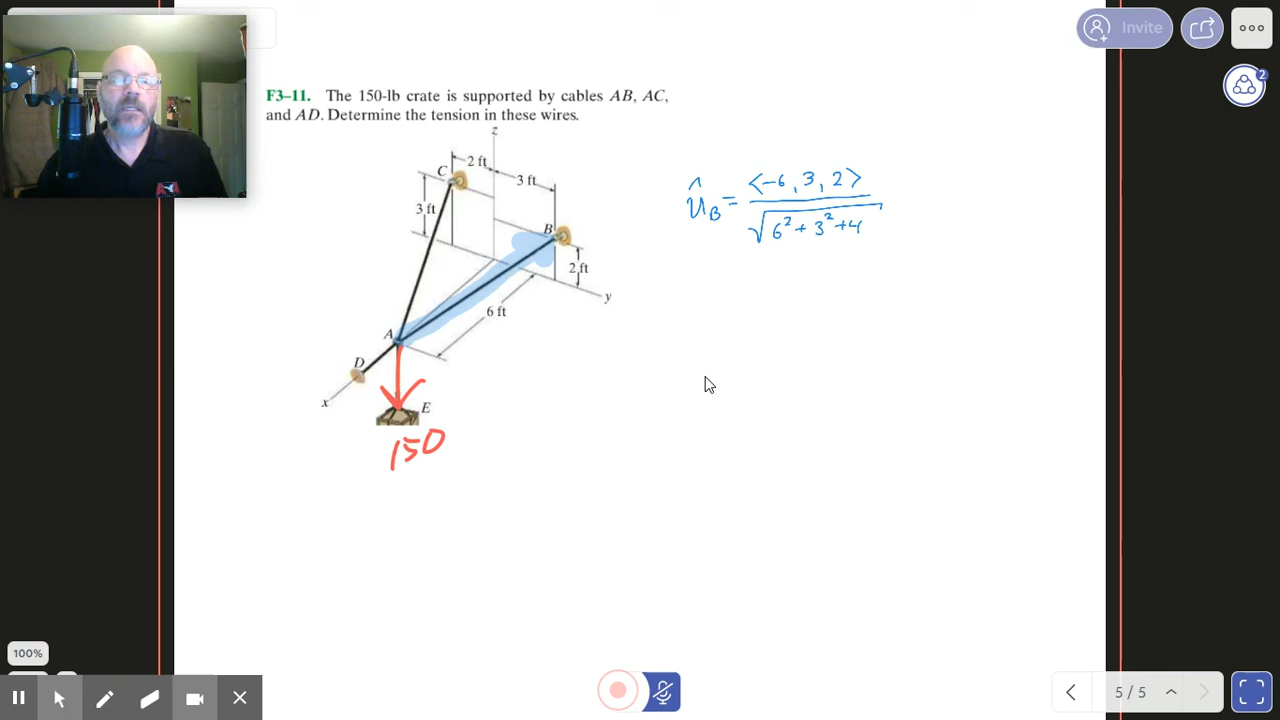 Invite
2
F3–11. The 150-lb crate is supported by cables AB, AC,
and AD. Determine the tension in these wires.
z
2 ft
C
3 ft
3 ft
B
2 ft
y
6 ft
A
D
x
E
150
û_B = <-6, 3, 2>
√6² + 3² + 4
100%
5 / 5